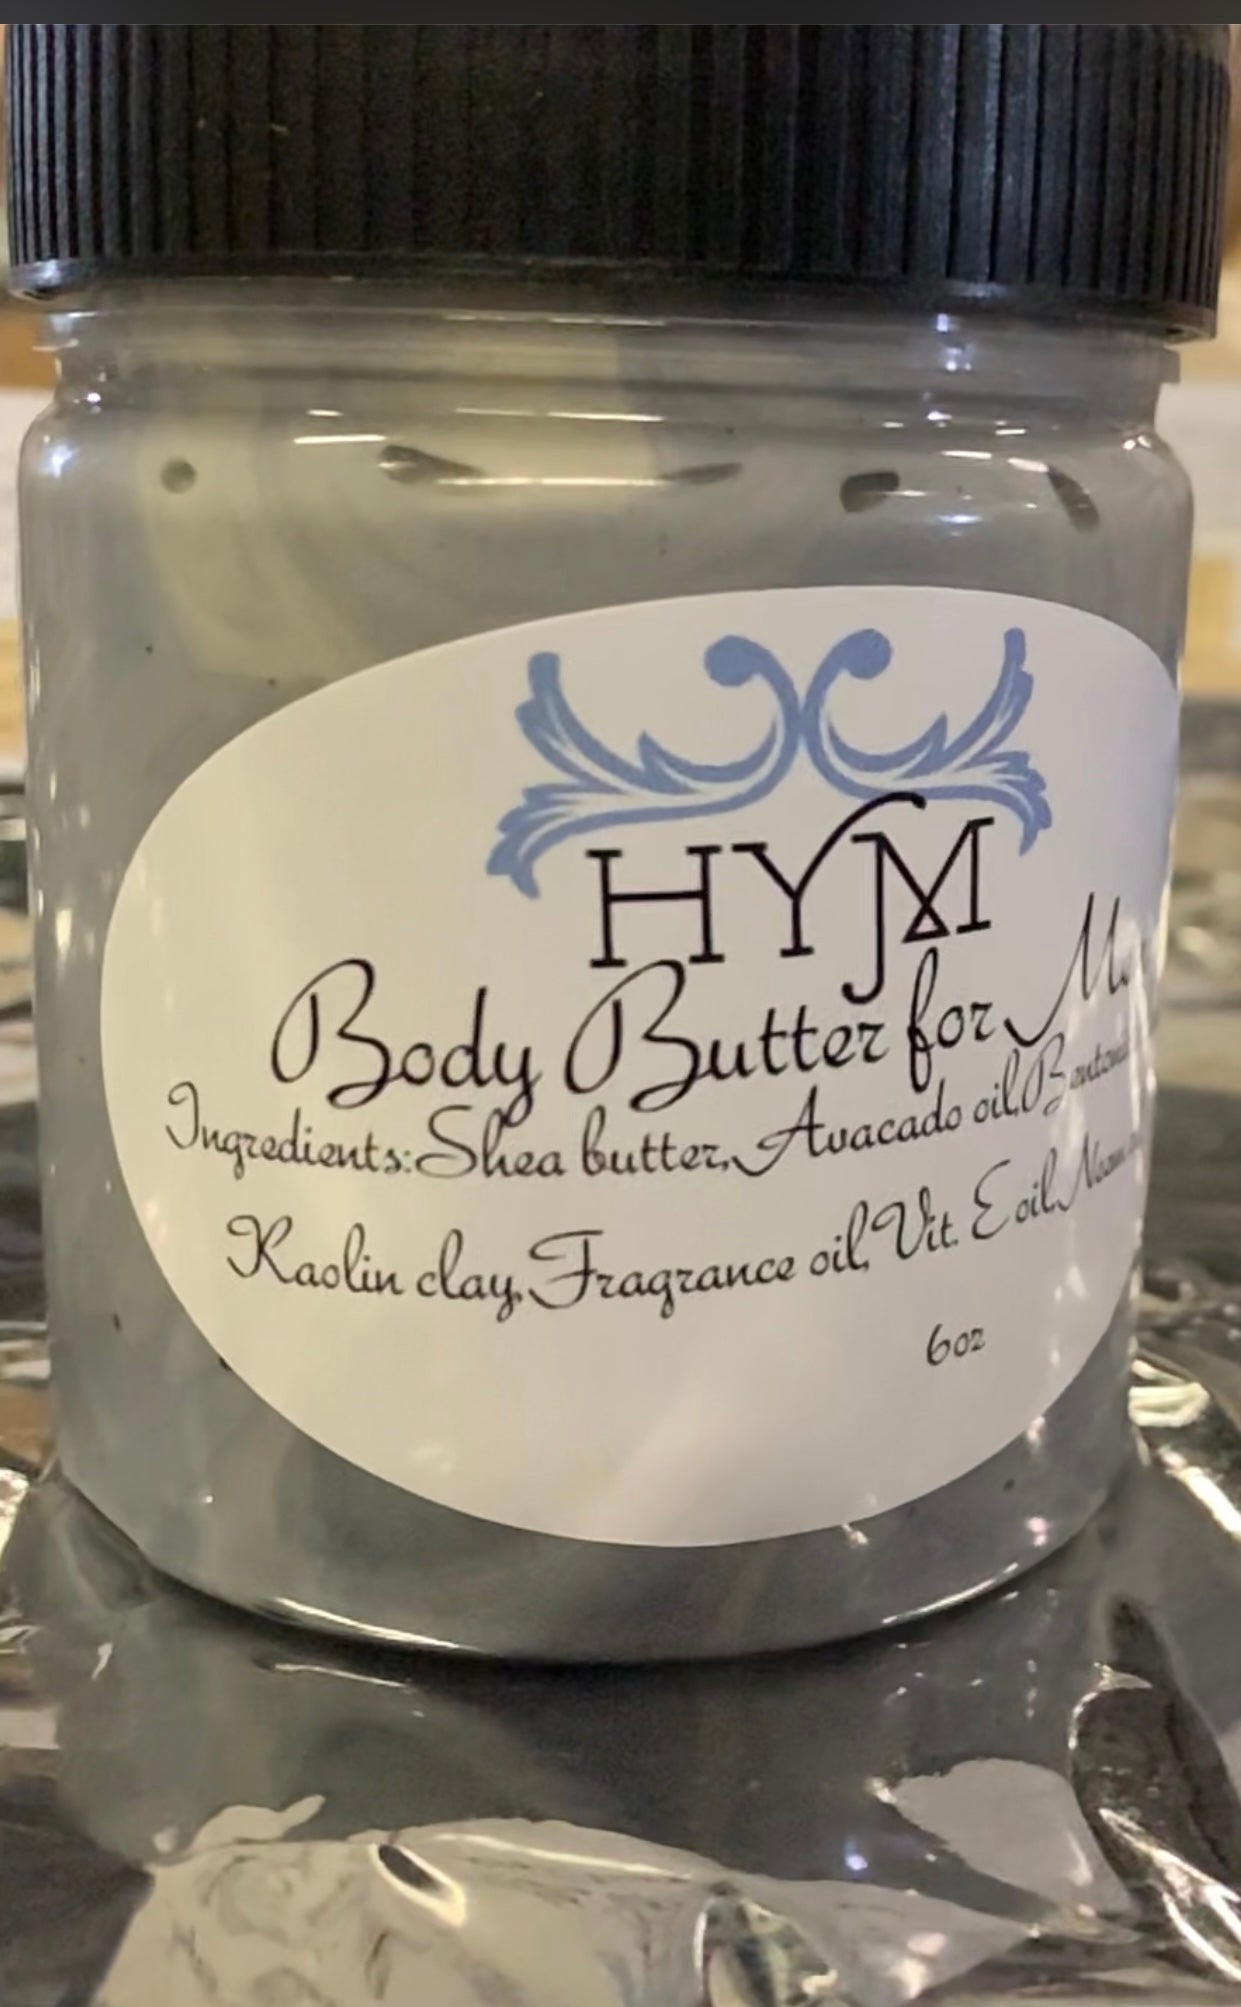 HYM
Body Butter for
Ingredients: Shea butter, Avacado oil,
Kaolin clay, Fragrance oil, Vit. E oil,
6oz